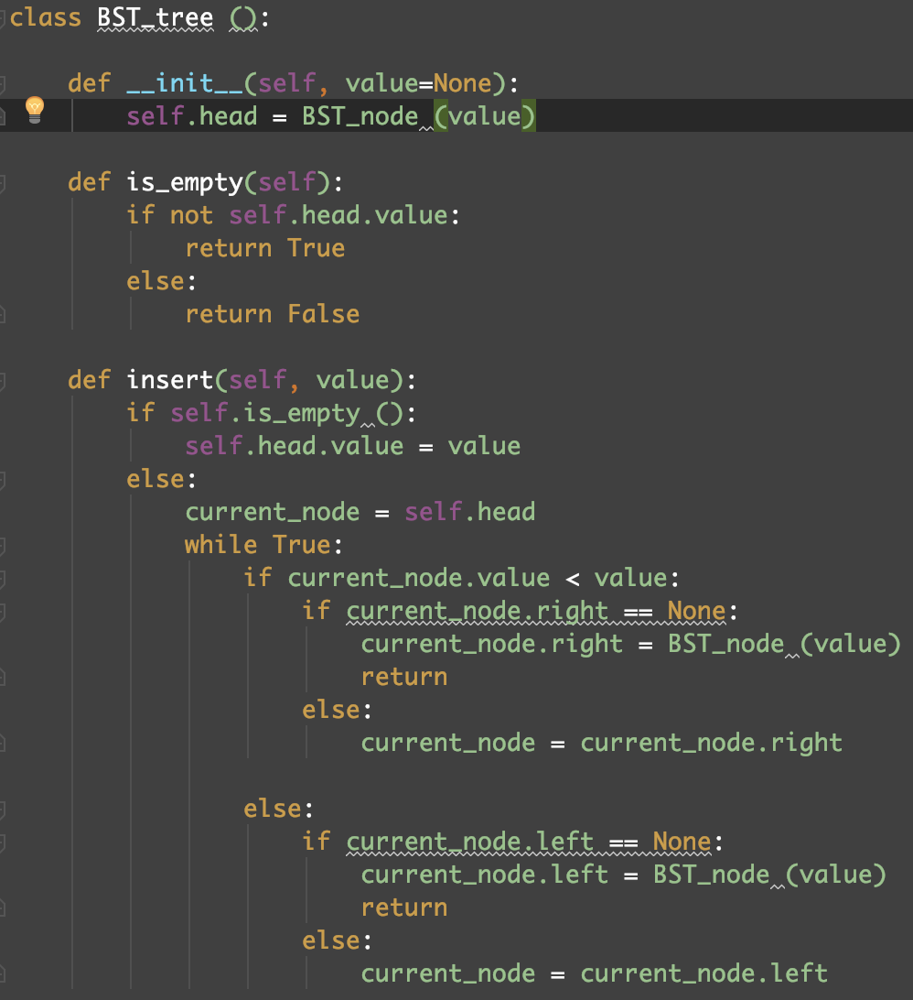 class BST_tree ():
    def __init__(self, value=None):
        self.head = BST_node (value)
    def is_empty(self):
        if not self.head.value:
            return True
        else:
            return False
    def insert(self, value):
        if self.is_empty ():
            self.head.value = value
        else:
            current_node = self.head
            while True:
                if current_node.value < value:
                    if current_node.right == None:
                        current_node.right = BST_node (value)
                        return
                    else:
                        current_node = current_node.right
                else:
                    if current_node.left == None:
                        current_node.left = BST_node (value)
                        return
                    else:
                        current_node = current_node.left